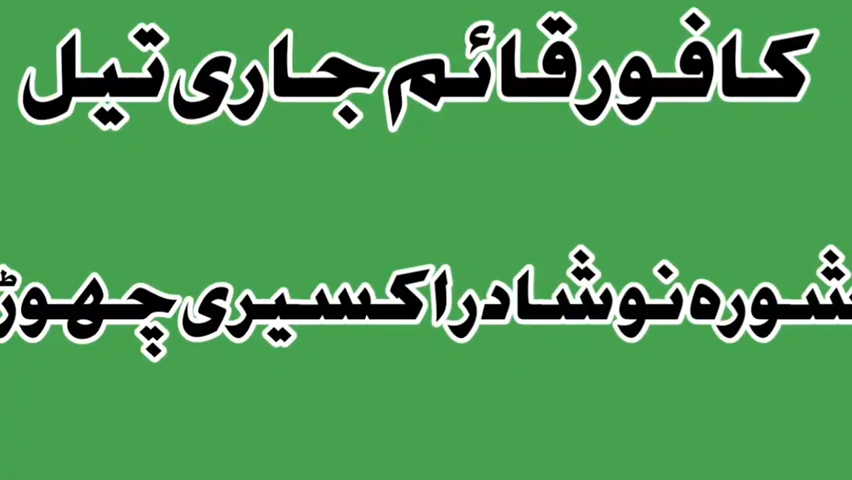 کافور قائم جاری تیل
شورہ نوشادر اکسیری چھوڑ